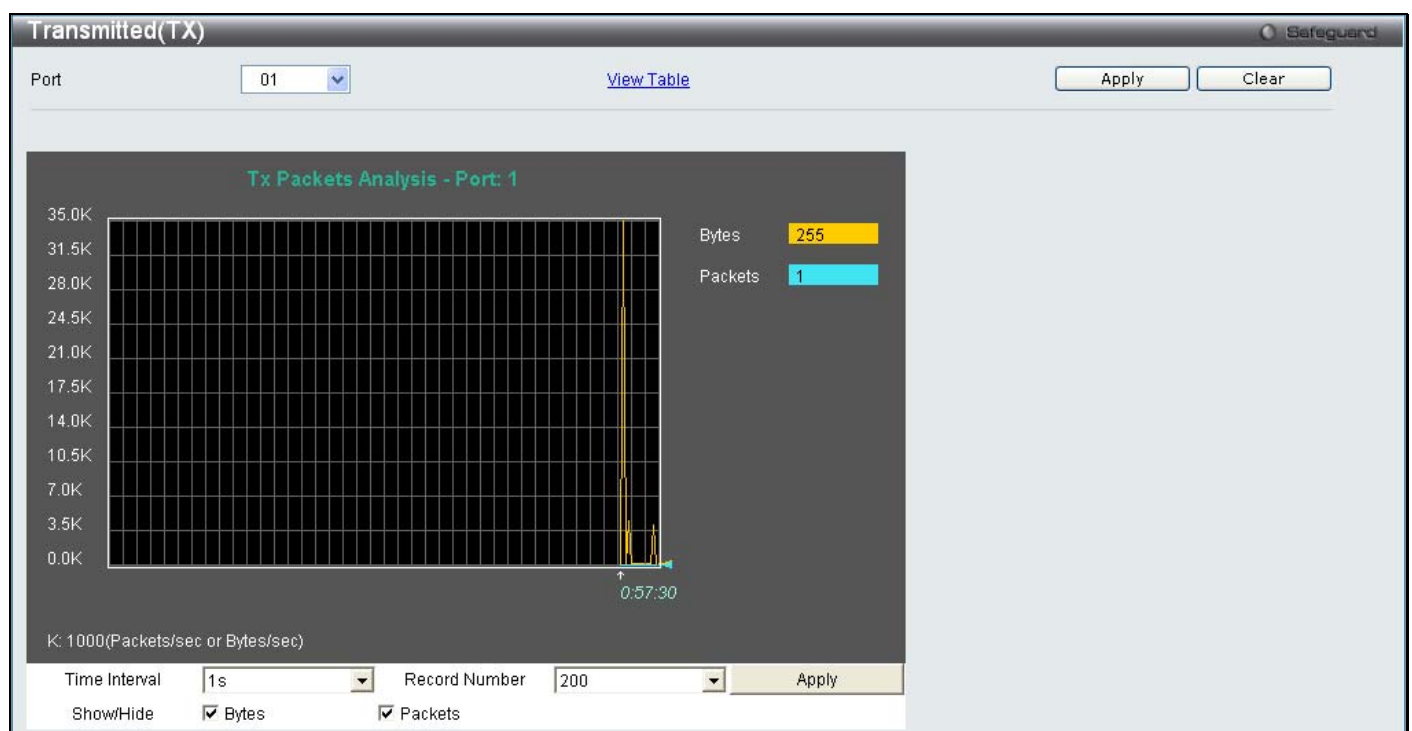 Transmitted(TX)
Safeguard
Port 01 View Table Apply Clear
Tx Packets Analysis - Port: 1
35.0K
31.5K
28.0K
24.5K
21.0K
17.5K
14.0K
10.5K
7.0K
3.5K
0.0K
Bytes 255
Packets 1
0:57:30
K: 1000(Packets/sec or Bytes/sec)
Time Interval 1s Record Number 200 Apply
Show/Hide Bytes Packets